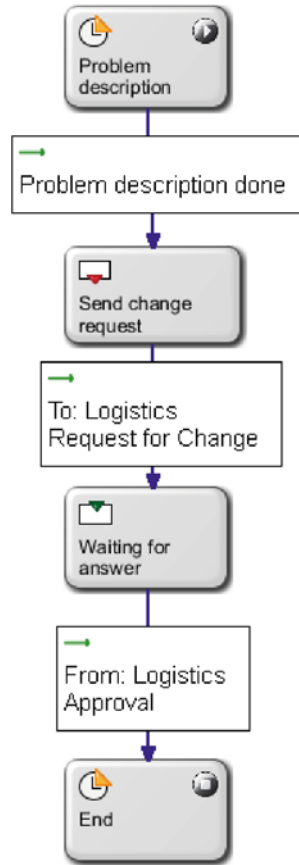 Problem
description
Problem description done
Send change
request
To: Logistics
Request for Change
Waiting for
answer
From: Logistics
Approval
End